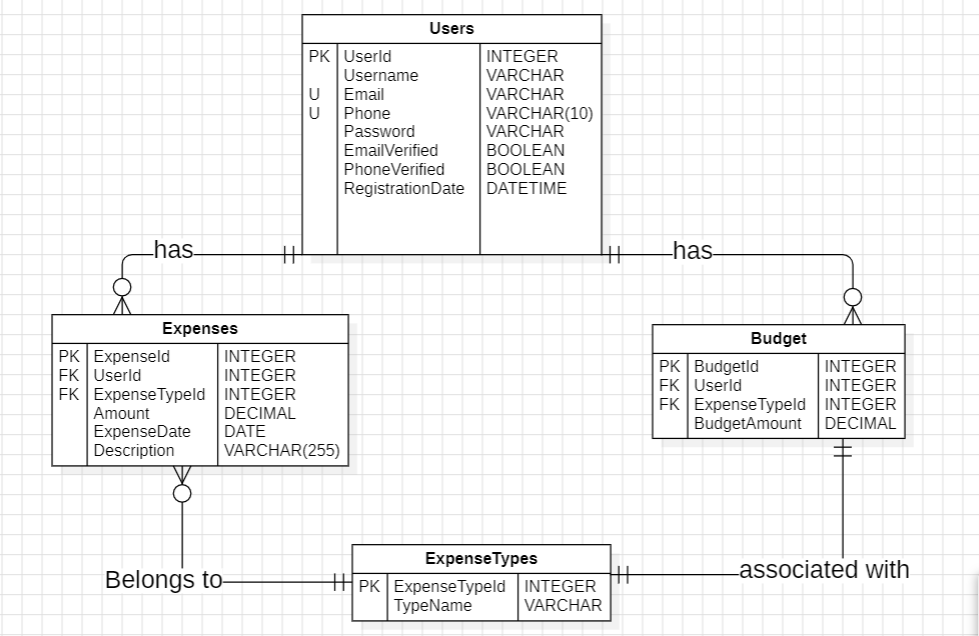 Users
PK UserId INTEGER
Username VARCHAR
U Email VARCHAR
U Phone VARCHAR(10)
Password VARCHAR
EmailVerified BOOLEAN
PhoneVerified BOOLEAN
RegistrationDate DATETIME
has
has
Expenses
PK ExpenseId INTEGER
FK UserId INTEGER
FK ExpenseTypeId INTEGER
Amount DECIMAL
ExpenseDate DATE
Description VARCHAR(255)
Budget
PK BudgetId INTEGER
FK UserId INTEGER
FK ExpenseTypeId INTEGER
BudgetAmount DECIMAL
Belongs to
ExpenseTypes
PK ExpenseTypeId INTEGER
TypeName VARCHAR
associated with